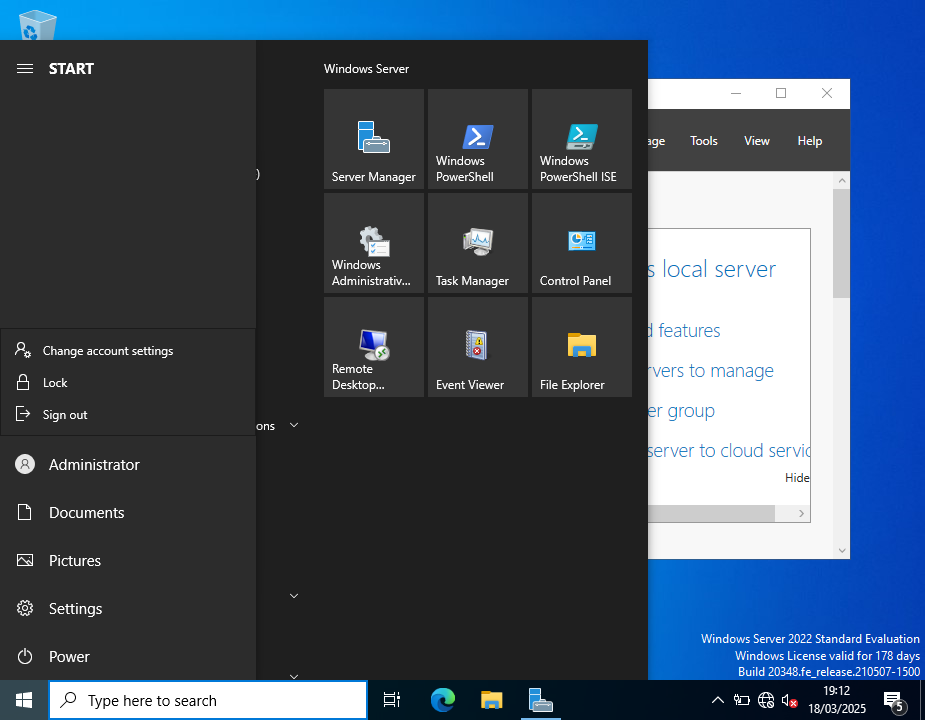 START
Change account settings
Lock
Sign out
Administrator
Documents
Pictures
Settings
Power
)
ons
Windows Server
Server Manager
Windows
PowerShell
Windows
PowerShell ISE
Windows
Administrativ...
Task Manager
Control Panel
Remote
Desktop...
Event Viewer
File Explorer
age
Tools
View
Help
s local server
d features
rvers to manage
er group
server to cloud servic
Hide
Windows Server 2022 Standard Evaluation
Windows License valid for 178 days
Build 20348.fe_release.210507-1500
Type here to search
19:12
18/03/2025
5